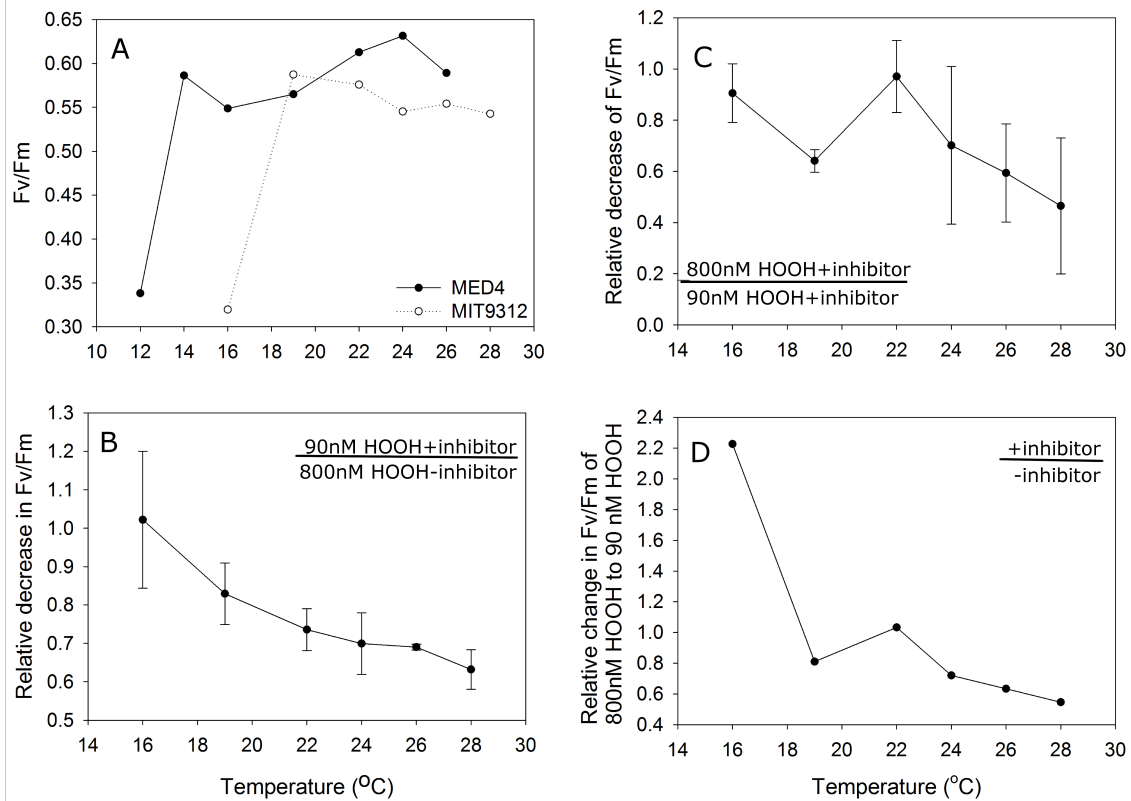 A
Fv/Fm
0.65
0.60
0.55
0.50
0.45
0.40
0.35
0.30
10 12 14 16 18 20 22 24 26 28 30
MED4
MIT9312
C
Relative decrease of Fv/Fm
1.2
1.0
0.8
0.6
0.4
0.2
0.0
800nM HOOH+inhibitor
90nM HOOH+inhibitor
14 16 18 20 22 24 26 28 30
B
Relative decrease in Fv/Fm
1.3
1.2
1.1
1.0
0.9
0.8
0.7
0.6
0.5
90nM HOOH+inhibitor
800nM HOOH-inhibitor
14 16 18 20 22 24 26 28 30
Temperature (ºC)
D
Relative change in Fv/Fm of
800nM HOOH to 90 nM HOOH
2.4
2.2
2.0
1.8
1.6
1.4
1.2
1.0
0.8
0.6
0.4
+inhibitor
-inhibitor
14 16 18 20 22 24 26 28 30
Temperature (ºC)